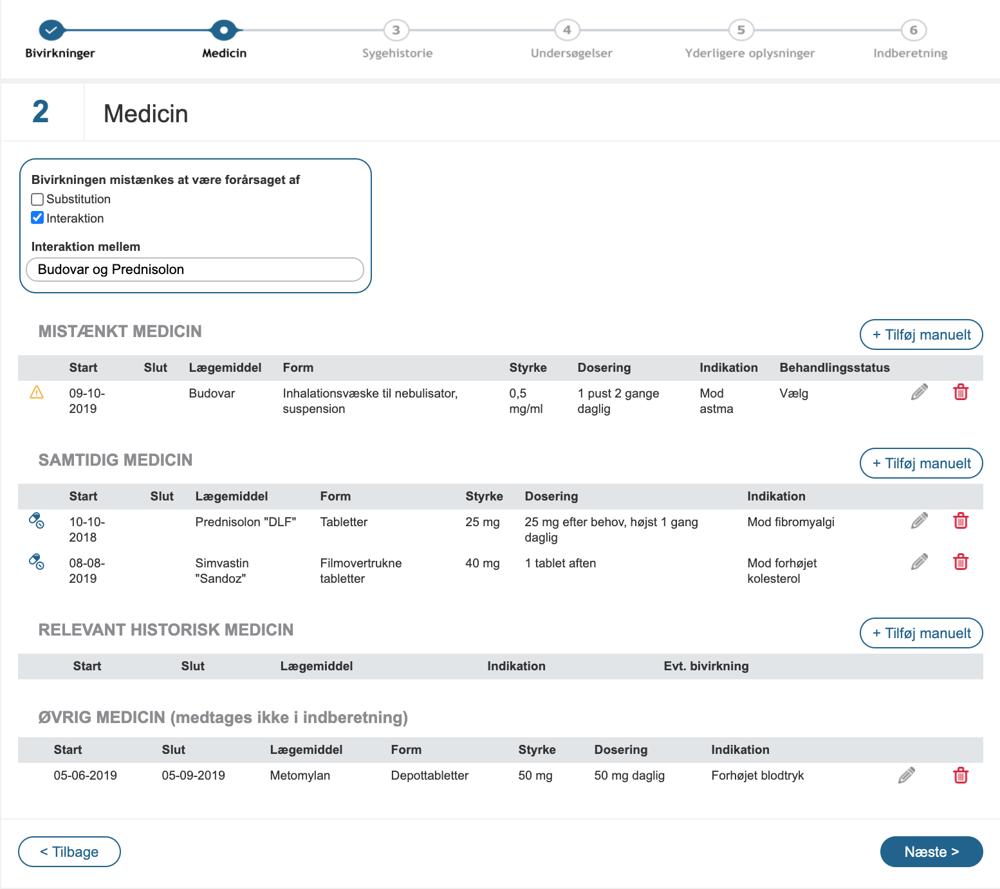 3 4 5 6
Bivirkninger Medicin Sygehistorie Undersøgelser Yderligere oplysninger Indberetning
2 Medicin
Bivirkningen mistænkes at være forårsaget af
Substitution
Interaktion
Interaktion mellem
Budovar og Prednisolon
MISTÆNKT MEDICIN + Tilføj manuelt
Start Slut Lægemiddel Form Styrke Dosering Indikation Behandlingsstatus
09-10- Budovar Inhalationsvæske til nebulisator, 0,5 1 pust 2 gange Mod Vælg
2019 suspension mg/ml daglig astma
SAMTIDIG MEDICIN + Tilføj manuelt
Start Slut Lægemiddel Form Styrke Dosering Indikation
10-10- Prednisolon "DLF" Tabletter 25 mg 25 mg efter behov, højst 1 gang Mod fibromyalgi
2018 daglig
08-08- Simvastin Filmovertrukne 40 mg 1 tablet aften Mod forhøjet
2019 "Sandoz" tabletter kolesterol
RELEVANT HISTORISK MEDICIN + Tilføj manuelt
Start Slut Lægemiddel Indikation Evt. bivirkning
ØVRIG MEDICIN (medtages ikke i indberetning)
Start Slut Lægemiddel Form Styrke Dosering Indikation
05-06-2019 05-09-2019 Metomylan Depottabletter 50 mg 50 mg daglig Forhøjet blodtryk
< Tilbage Næste >